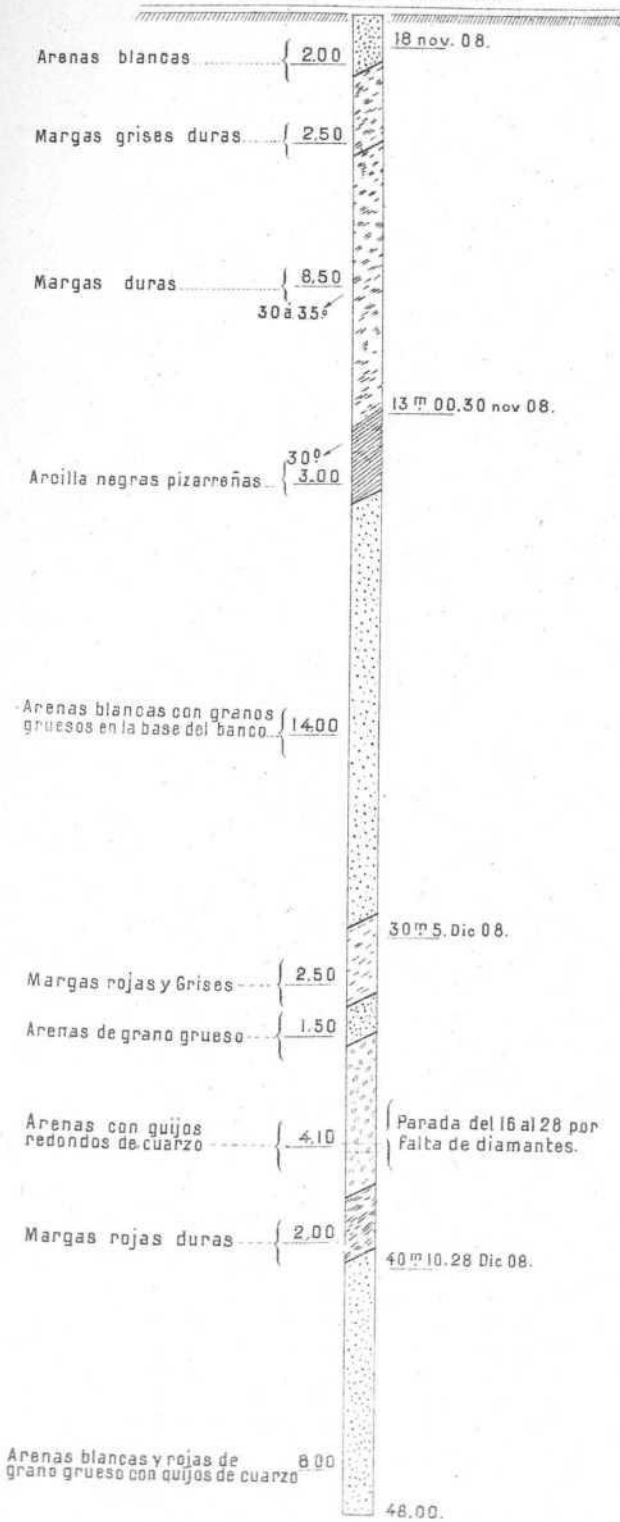 18 nov. 08.
Arenas blancas 2.00
Margas grises duras 2,50
Margas duras 8,50
30 á 35º
13 m 00. 30 nov 08.
30º
Arcilla negras pizarreñas 3.00
Arenas blancas con granos
gruesos en la base del banco 14.00
30 m 5. Dic 08.
Margas rojas y Grises 2.50
Arenas de grano grueso 1.50
Arenas con guijos
redondos de cuarzo 4.10
Parada del 16 al 28 por
falta de diamantes.
Margas rojas duras 2.00
40 m 10. 28 Dic 08.
Arenas blancas y rojas de
grano grueso con guijos de cuarzo 8.00
48.00.